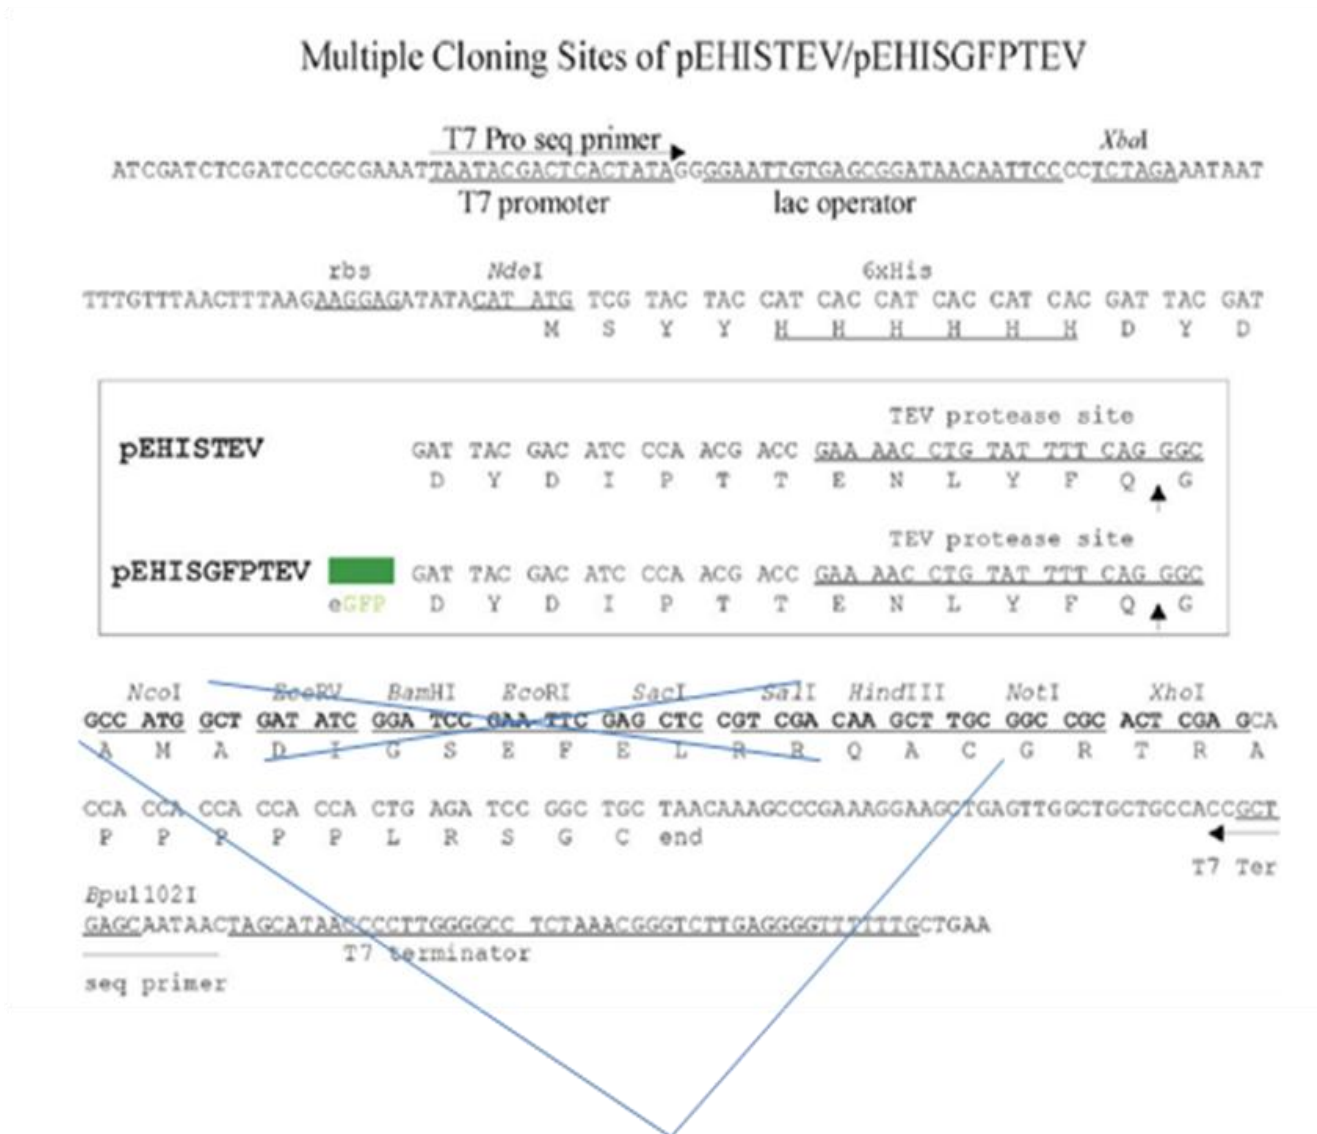 Multiple Cloning Sites of pEHISTEV/pEHISGFPTEV
T7 Pro seq primer XbaI
ATCGATCTCGATCCCGCGAAATTAATACGACTCACTATAGGGGAATTGTGAGCGGATAACAATTCCCCTCTAGAAATAAT
T7 promoter lac operator
rbs NdeI 6xHis
TTTGTTTAACTTTAAGAAGGAGATATACAT ATG TCG TAC TAC CAT CAC CAT CAC CAT CAC GAT TAC GAT
M S Y Y H H H H H H D Y D
TEV protease site
pEHISTEV GAT TAC GAC ATC CCA ACG ACC GAA AAC CTG TAT TTT CAG GGC
D Y D I P T T E N L Y F Q G
TEV protease site
pEHISGFPTEV GAT TAC GAC ATC CCA ACG ACC GAA AAC CTG TAT TTT CAG GGC
eGFP D Y D I P T T E N L Y F Q G
NcoI EcoRV BamHI EcoRI SacI SalI HindIII NotI XhoI
GCC ATG GCT GAT ATC GGA TCC GAA TTC GAG CTC CGT CGA CAA GCT TGC GGC CGC ACT CGA GCA
A M A D I G S E F E L R R Q A C G R T R A
CCA CCA CCA CCA CCA CTG AGA TCC GGC TGC TAACAAAGCCCGAAAGGAAGCTGAGTTGGCTGCTGCCACCGCT
P P P P P L R S G C end
T7 Ter
Bpu1102I
GAGCAATAACTAGCATAACCCCTTGGGGCC TCTAAACGGGTCTTGAGGGGTTTTTTGCTGAA
T7 terminator
seq primer